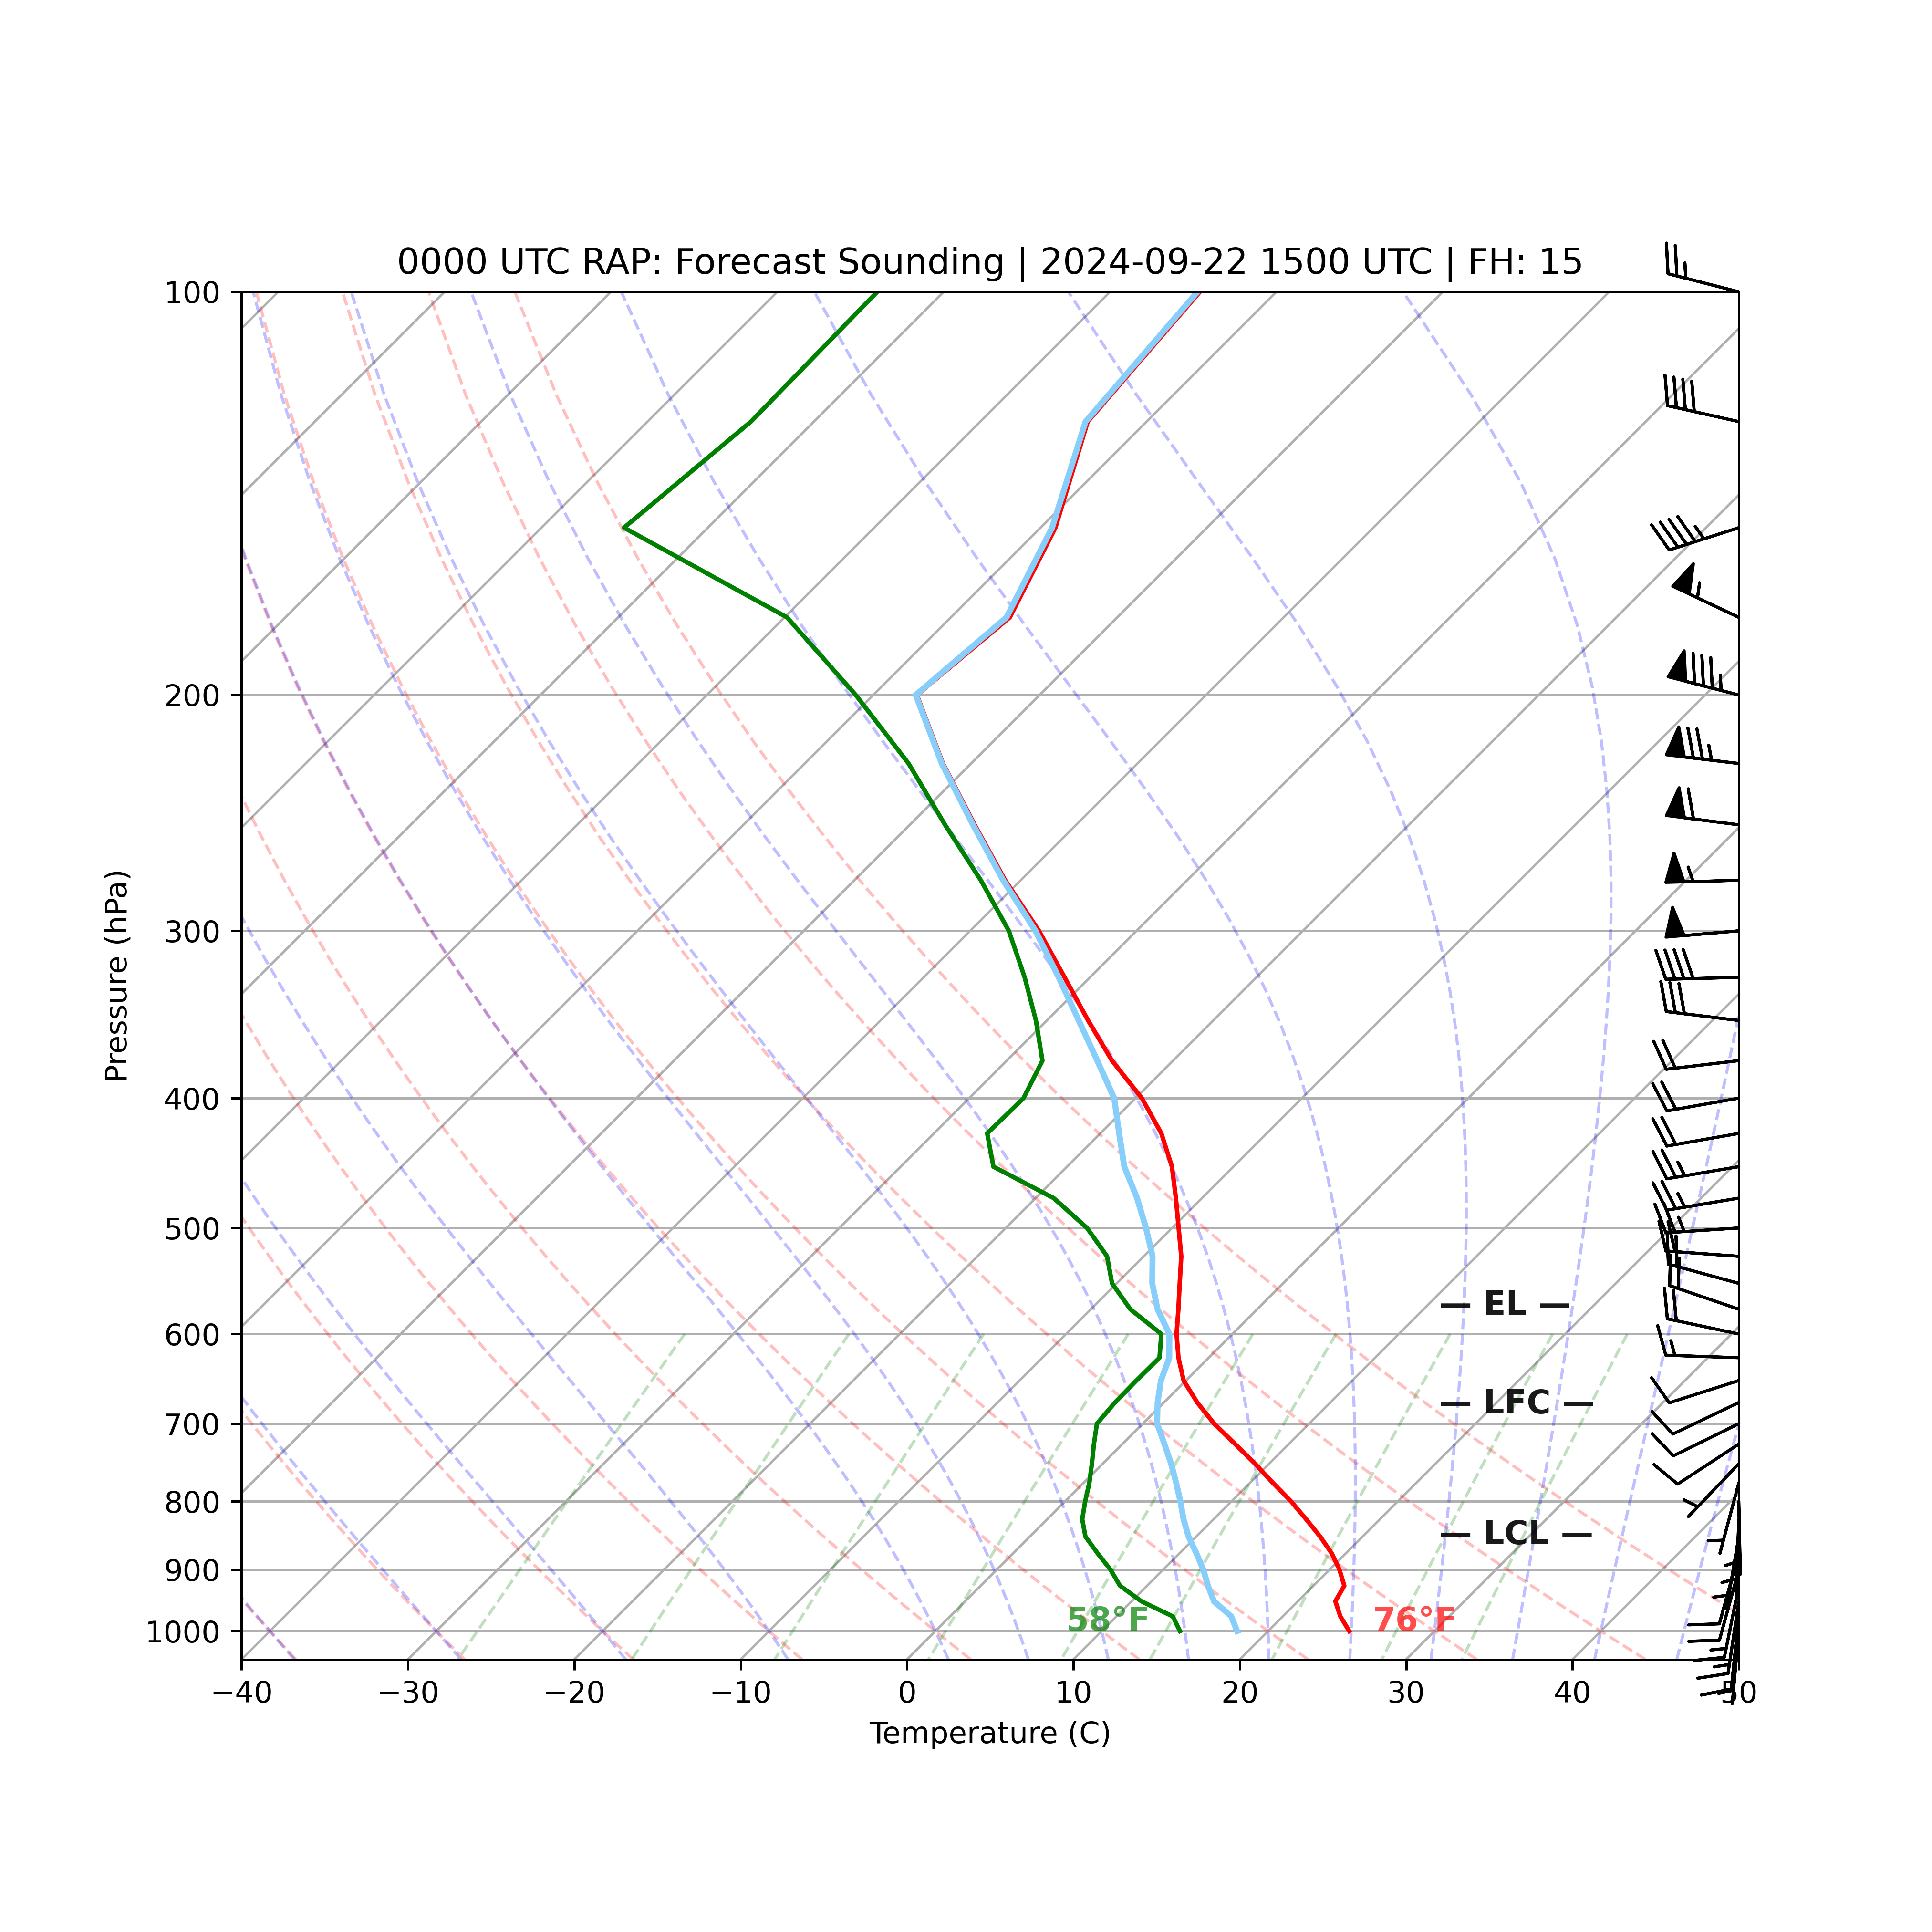 0000 UTC RAP: Forecast Sounding | 2024-09-22 1500 UTC | FH: 15
100
200
300
400
500
600
700
800
900
1000
Pressure (hPa)
— EL —
— LFC —
— LCL —
58°F 76°F
−40 −30 −20 −10 0 10 20 30 40 50
Temperature (C)